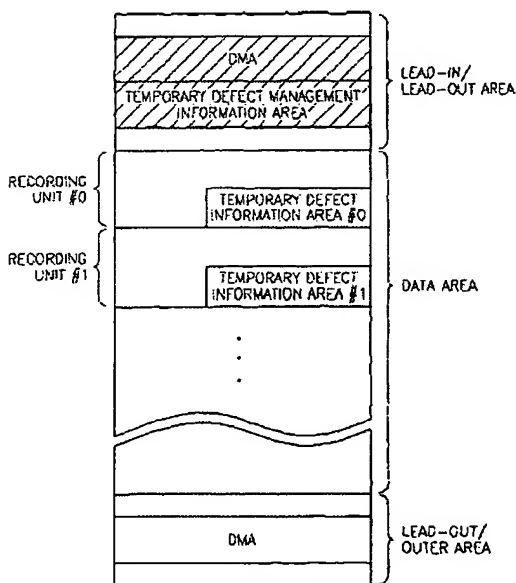 DMA
TEMPORARY DEFECT MANAGEMENT
INFORMATION AREA
LEAD-IN/
LEAD-OUT AREA
RECORDING
UNIT #0
TEMPORARY DEFECT
INFORMATION AREA #0
RECORDING
UNIT #1
TEMPORARY DEFECT
INFORMATION AREA #1
DATA AREA
DMA
LEAD-OUT/
OUTER AREA